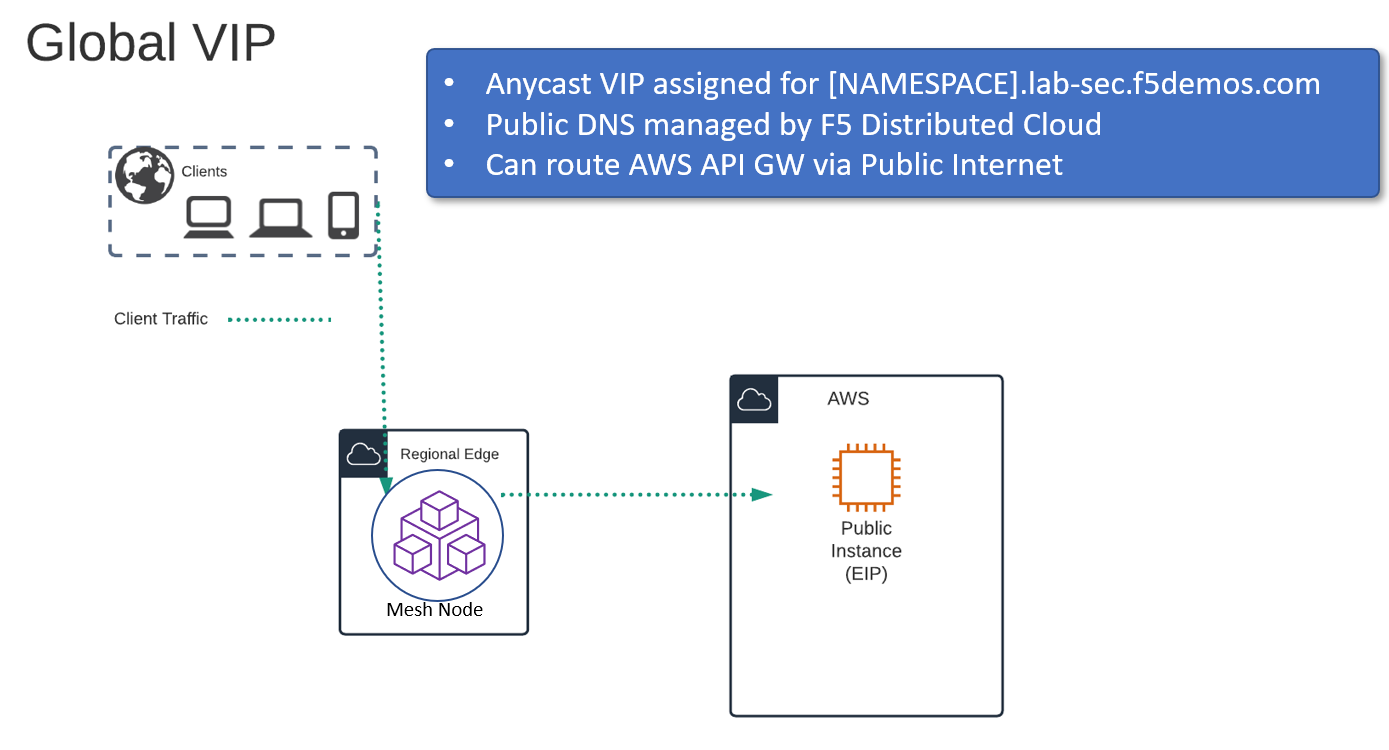 Global VIP
• Anycast VIP assigned for [NAMESPACE].lab-sec.f5demos.com
• Public DNS managed by F5 Distributed Cloud
• Can route AWS API GW via Public Internet
Clients
Client Traffic
AWS
Regional Edge
Public
Instance
(EIP)
Mesh Node